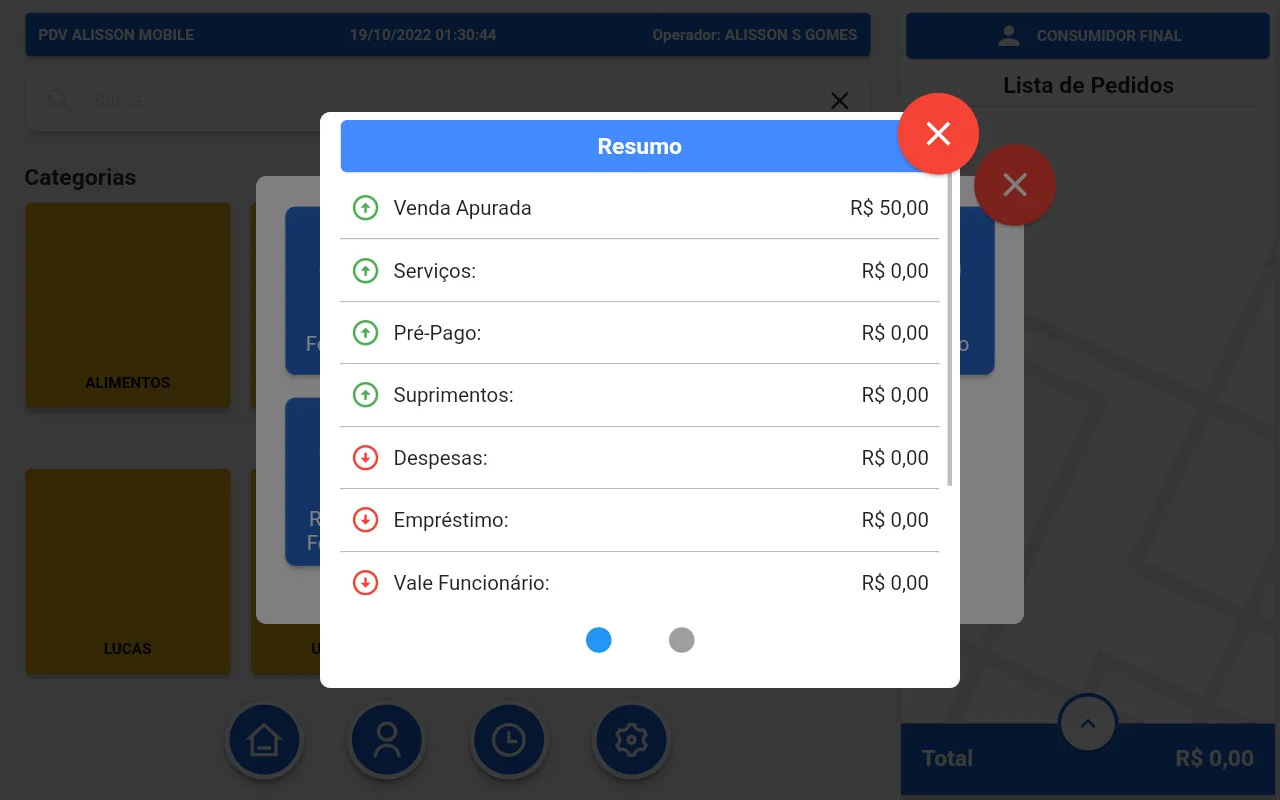 PDV ALISSON MOBILE
19/10/2022 01:30:44
Operador: ALISSON S GOMES
CONSUMIDOR FINAL
Buscar
Lista de Pedidos
Categorias
ALIMENTOS
LUCAS
Resumo
Venda Apurada R$ 50,00
Serviços: R$ 0,00
Pré-Pago: R$ 0,00
Suprimentos: R$ 0,00
Despesas: R$ 0,00
Empréstimo: R$ 0,00
Vale Funcionário: R$ 0,00
Total R$ 0,00